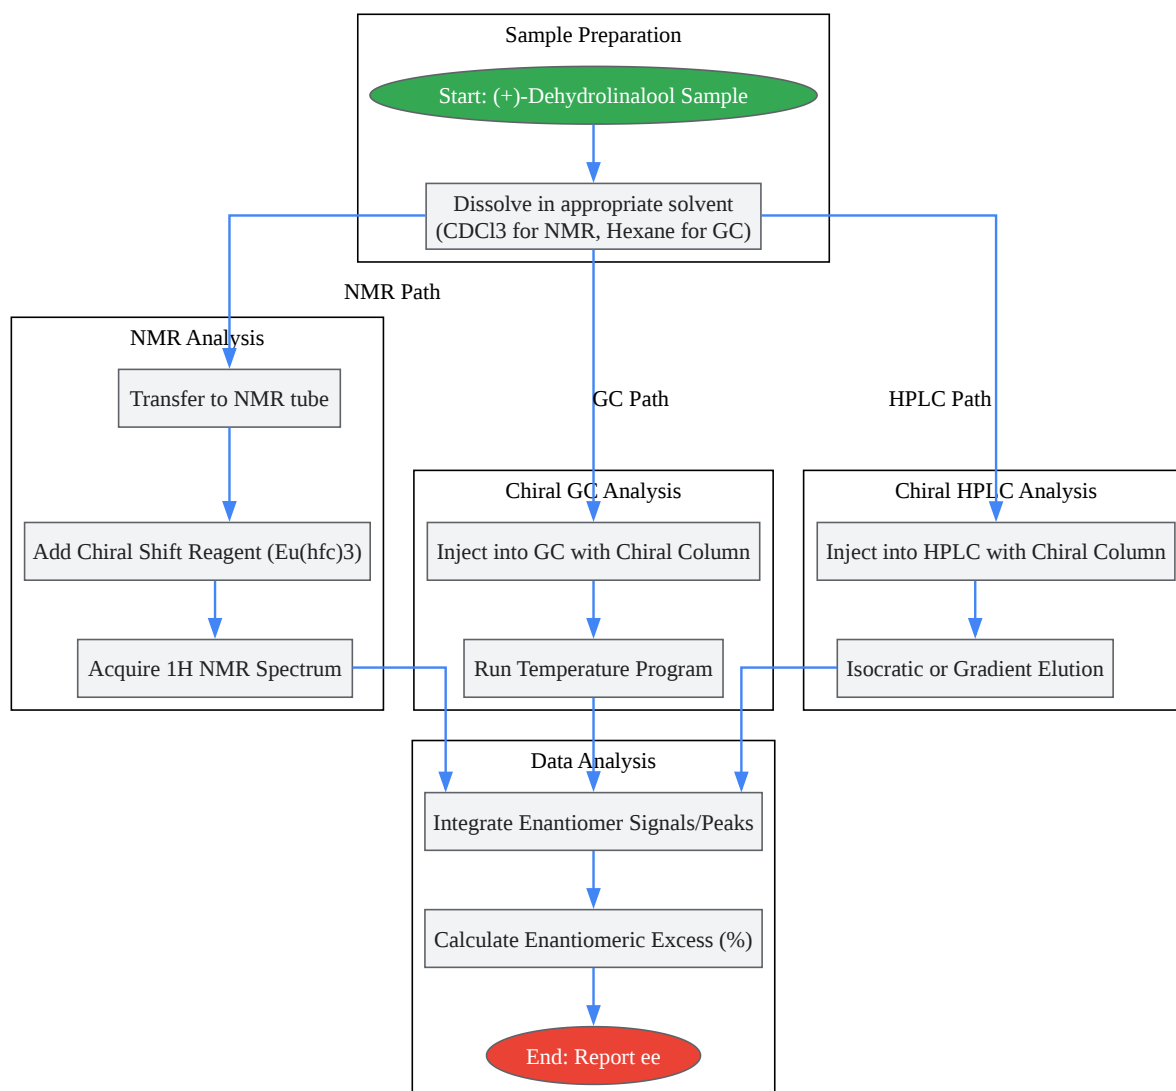 Sample Preparation
Start: (+)-Dehydrolinalool Sample
Dissolve in appropriate solvent
(CDCl3 for NMR, Hexane for GC)
NMR Path
GC Path
HPLC Path
NMR Analysis
Transfer to NMR tube
Add Chiral Shift Reagent (Eu(hfc)3)
Acquire 1H NMR Spectrum
Chiral GC Analysis
Inject into GC with Chiral Column
Run Temperature Program
Chiral HPLC Analysis
Inject into HPLC with Chiral Column
Isocratic or Gradient Elution
Data Analysis
Integrate Enantiomer Signals/Peaks
Calculate Enantiomeric Excess (%)
End: Report ee